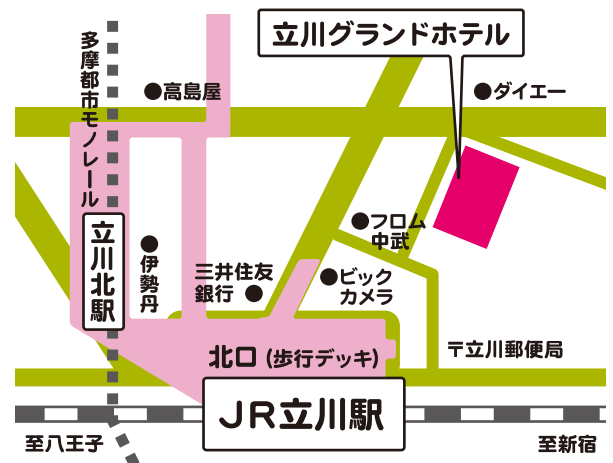 立川グランドホテル
多摩都市モノレール
●高島屋
●ダイエー
●フロム
中武
立川北駅
●
伊勢丹
三井住友
銀行 ●
●ビック
カメラ
北口 (歩行デッキ)
〒立川郵便局
JR立川駅
至八王子
至新宿